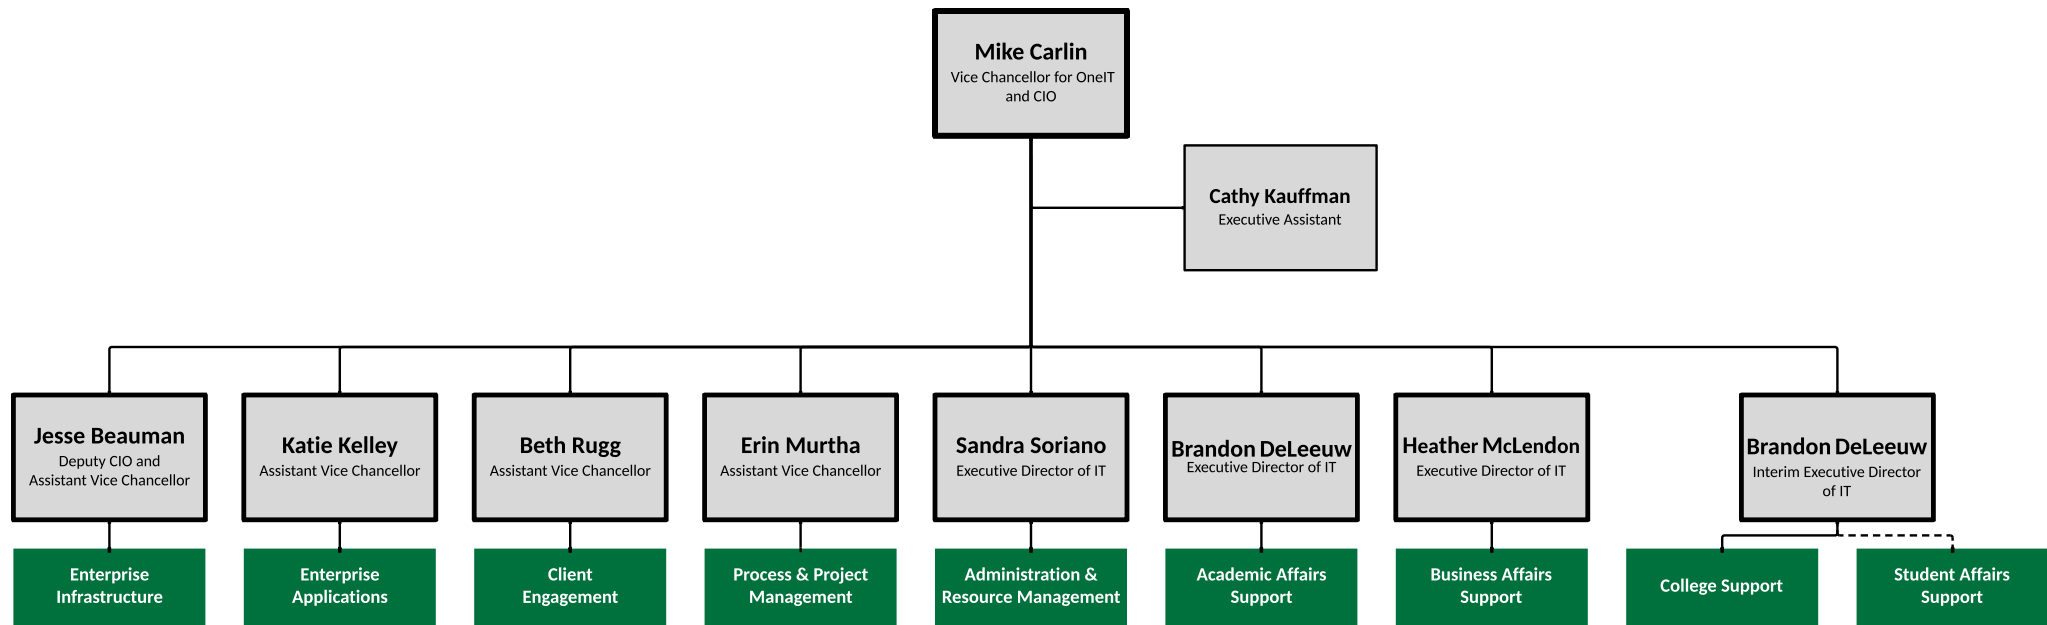 Mike Carlin
Vice Chancellor for OneIT
and CIO
Cathy Kauffman
Executive Assistant
Jesse Beauman
Deputy CIO and
Assistant Vice Chancellor
Katie Kelley
Assistant Vice Chancellor
Beth Rugg
Assistant Vice Chancellor
Erin Murtha
Assistant Vice Chancellor
Sandra Soriano
Executive Director of IT
Brandon DeLeeuw
Executive Director of IT
Heather McLendon
Executive Director of IT
Brandon DeLeeuw
Interim Executive Director
of IT
Enterprise
Infrastructure
Enterprise
Applications
Client
Engagement
Process & Project
Management
Administration &
Resource Management
Academic Affairs
Support
Business Affairs
Support
College Support
Student Affairs
Support